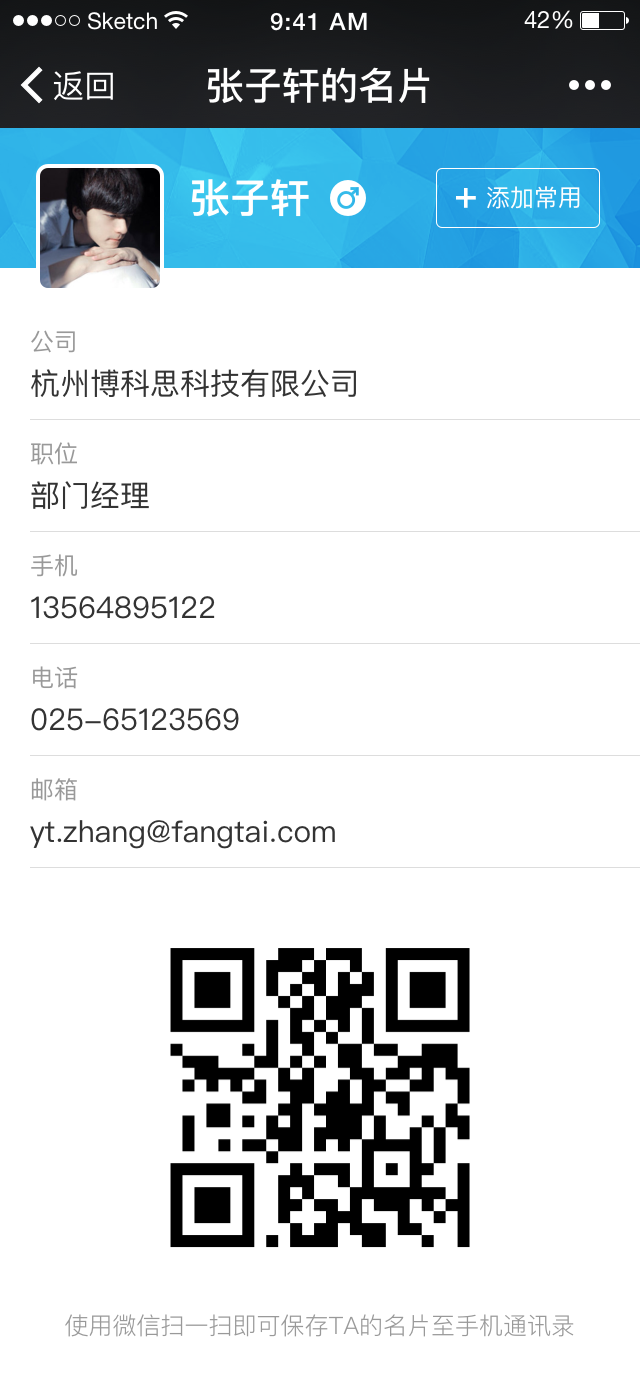 Sketch 9:41 AM 42%
返回 张子轩的名片
张子轩 添加常用
公司
杭州博科思科技有限公司
职位
部门经理
手机
13564895122
电话
025-65123569
邮箱
yt.zhang@fangtai.com
使用微信扫一扫即可保存TA的名片至手机通讯录